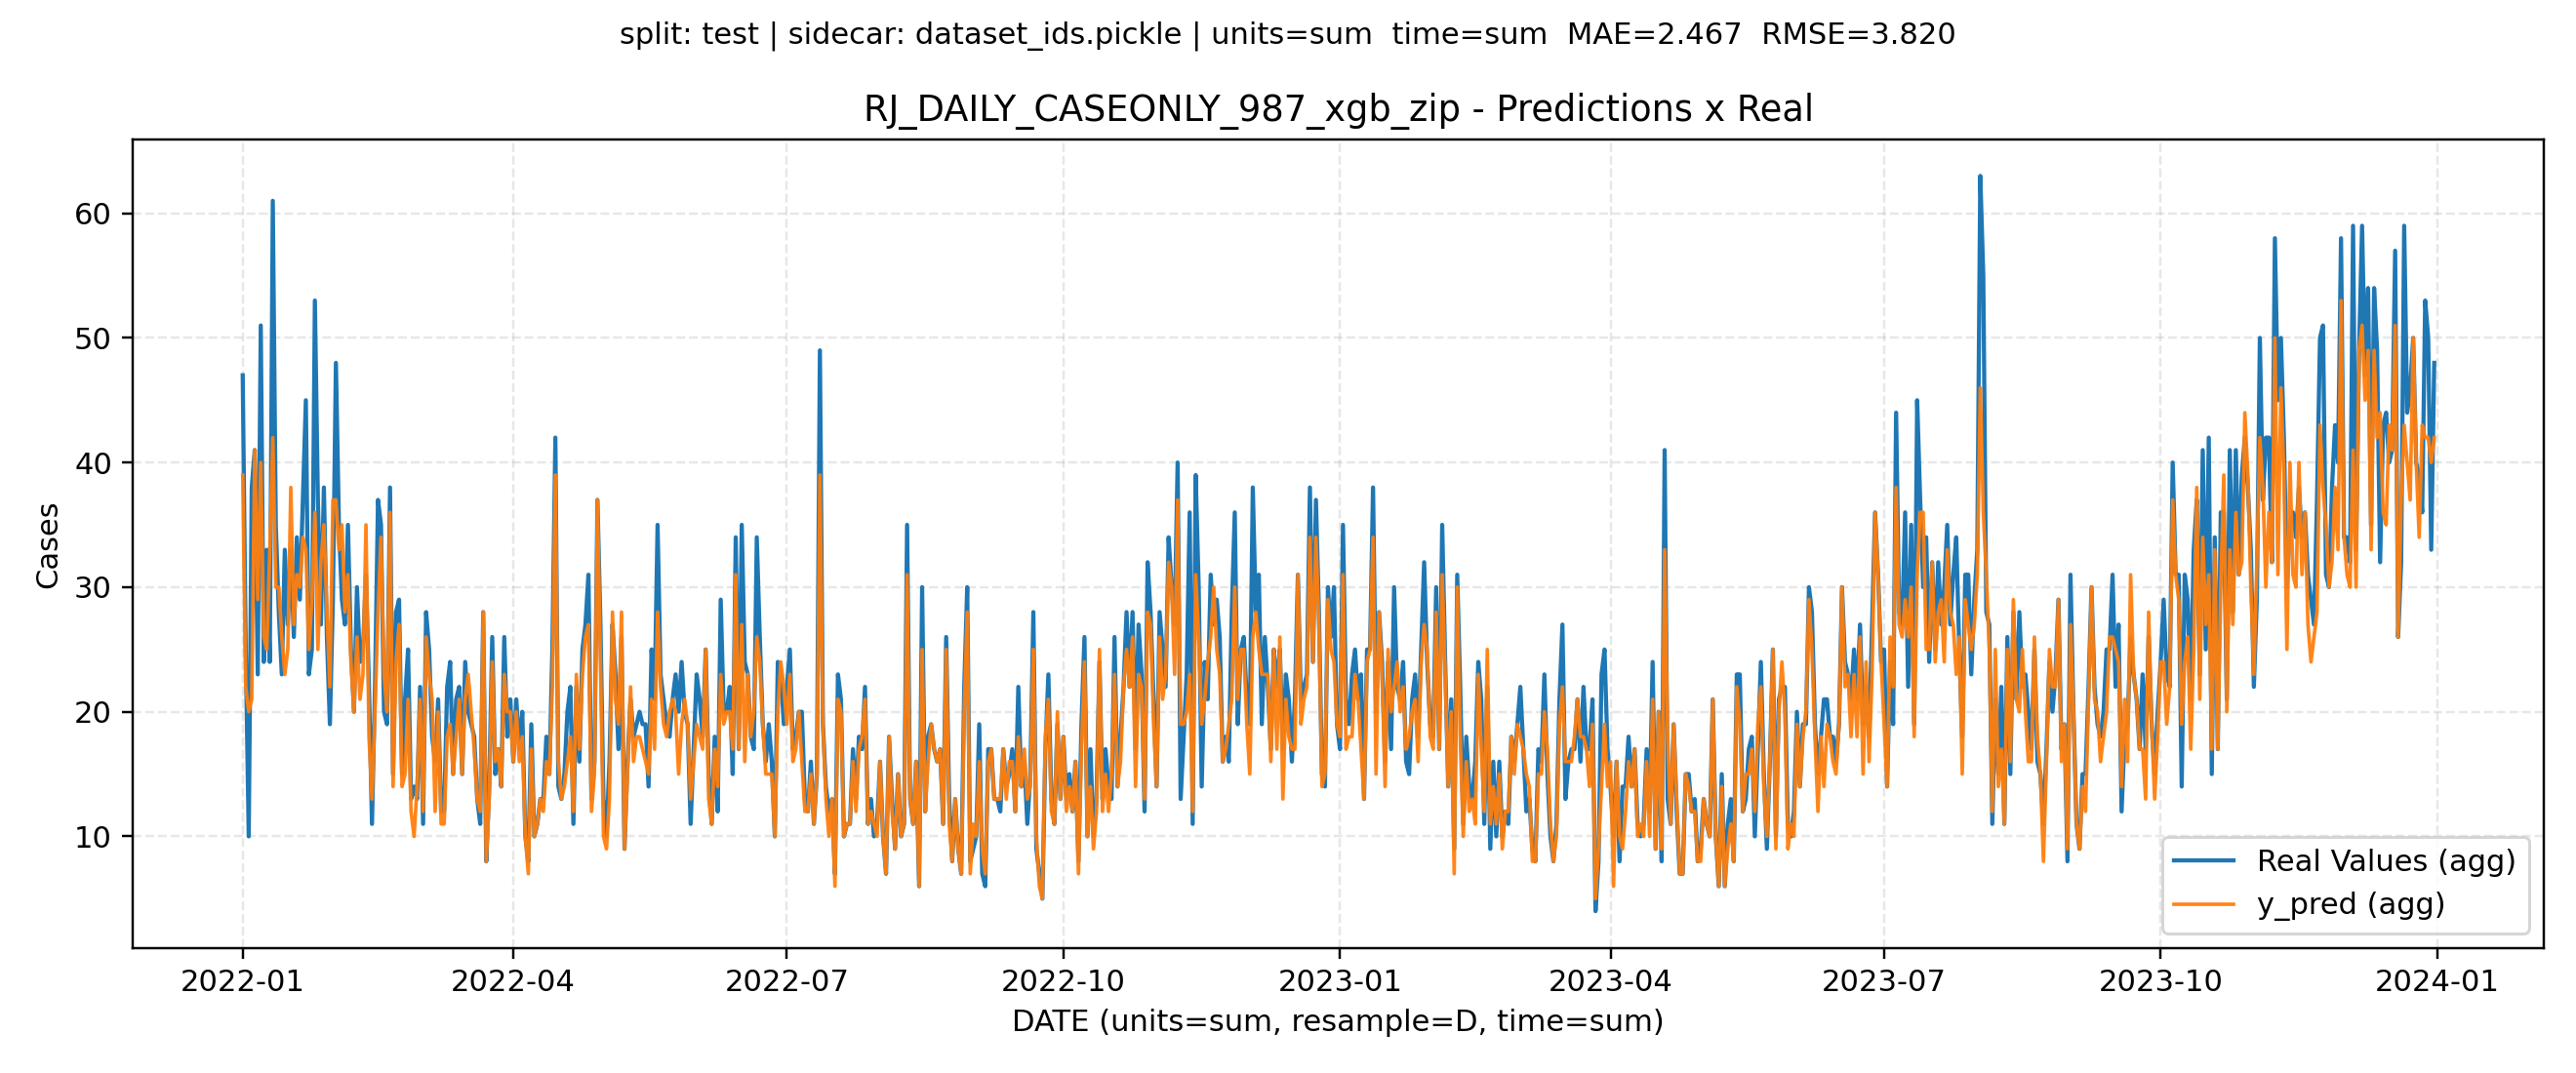 split: test | sidecar: dataset_ids.pickle | units=sum  time=sum  MAE=2.467  RMSE=3.820
RJ_DAILY_CASEONLY_987_xgb_zip - Predictions x Real
Cases
60
50
40
30
20
10
Real Values (agg)
y_pred (agg)
2022-01 2022-04 2022-07 2022-10 2023-01 2023-04 2023-07 2023-10 2024-01
DATE (units=sum, resample=D, time=sum)